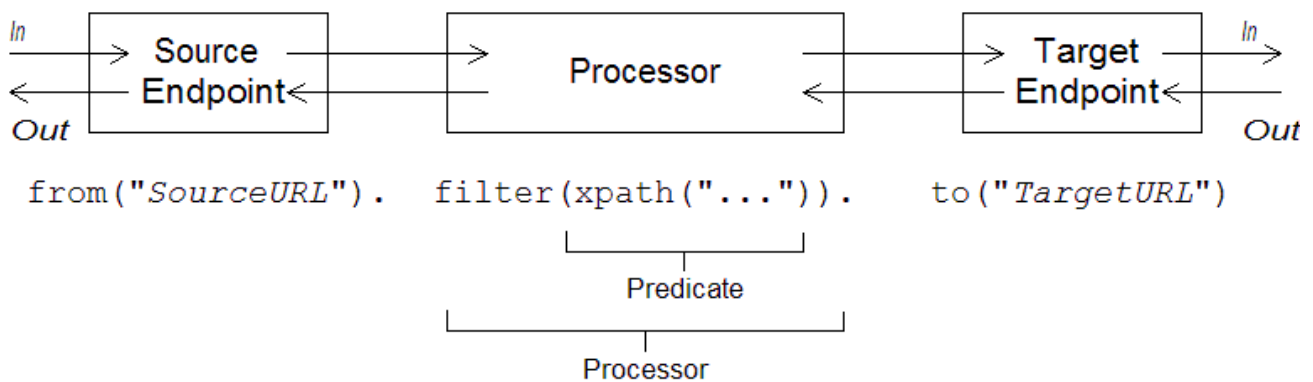 In
Source
Endpoint
Out
Processor
Target
Endpoint
In
Out
from("SourceURL"). filter(xpath("...")). to("TargetURL")
Predicate
Processor